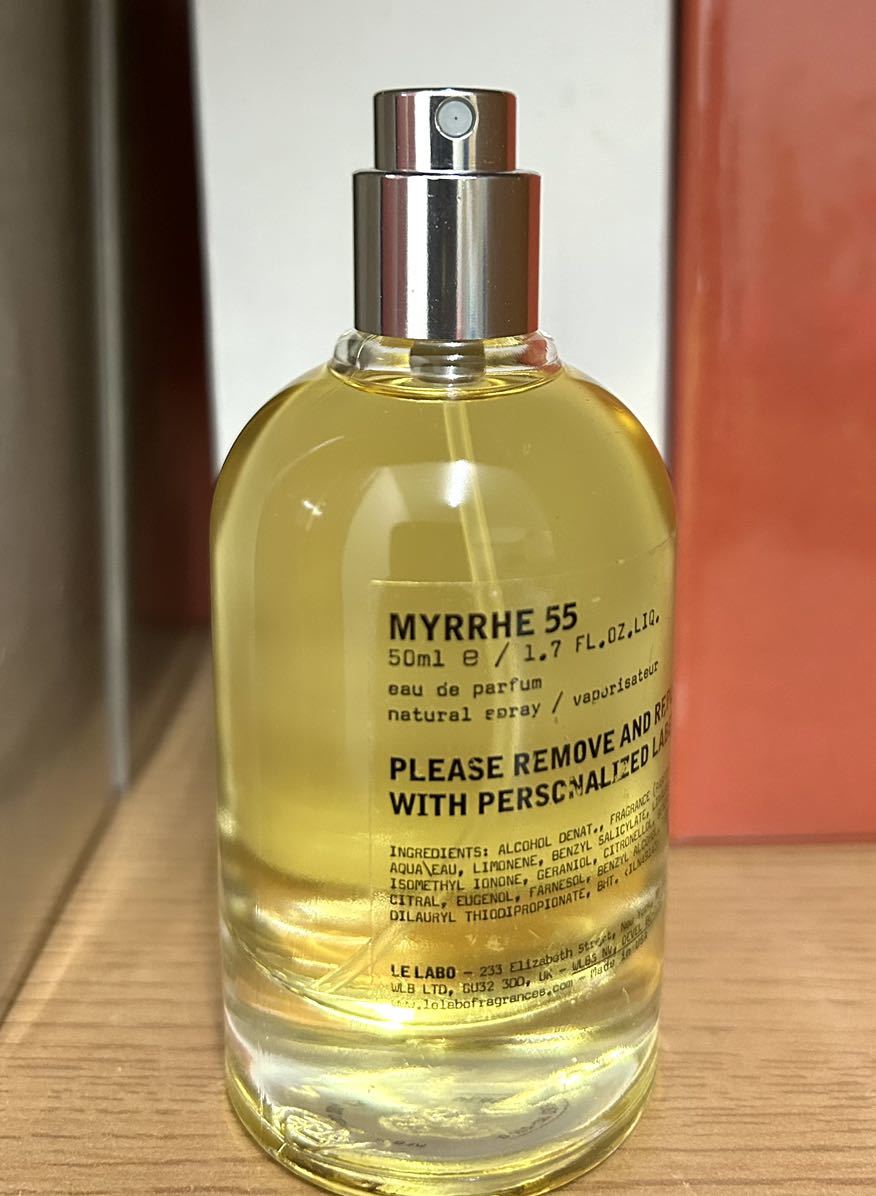 MYRRHE 55
50ml e / 1.7 FL.OZ.LIQ.
eau de parfum
natural spray / vaporisateur
PLEASE REMOVE AND
WITH PERSONALIZED
INGREDIENTS: ALCOHOL DENAT., FRAGRANCE
AQUA\EAU, LIMONENE, BENZYL SALICYLATE,
ISOMETHYL IONONE, GERANIOL, CITRONELLOL,
CITRAL, EUGENOL, FARNESOL, BENZYL
DILAURYL THIODIPROPIONATE, BHT.
LE LABO – 233 Elizabeth Street, New York
WLB LTD, GU32 3DD, UK – Made in USA
www.lelabofragrances.com